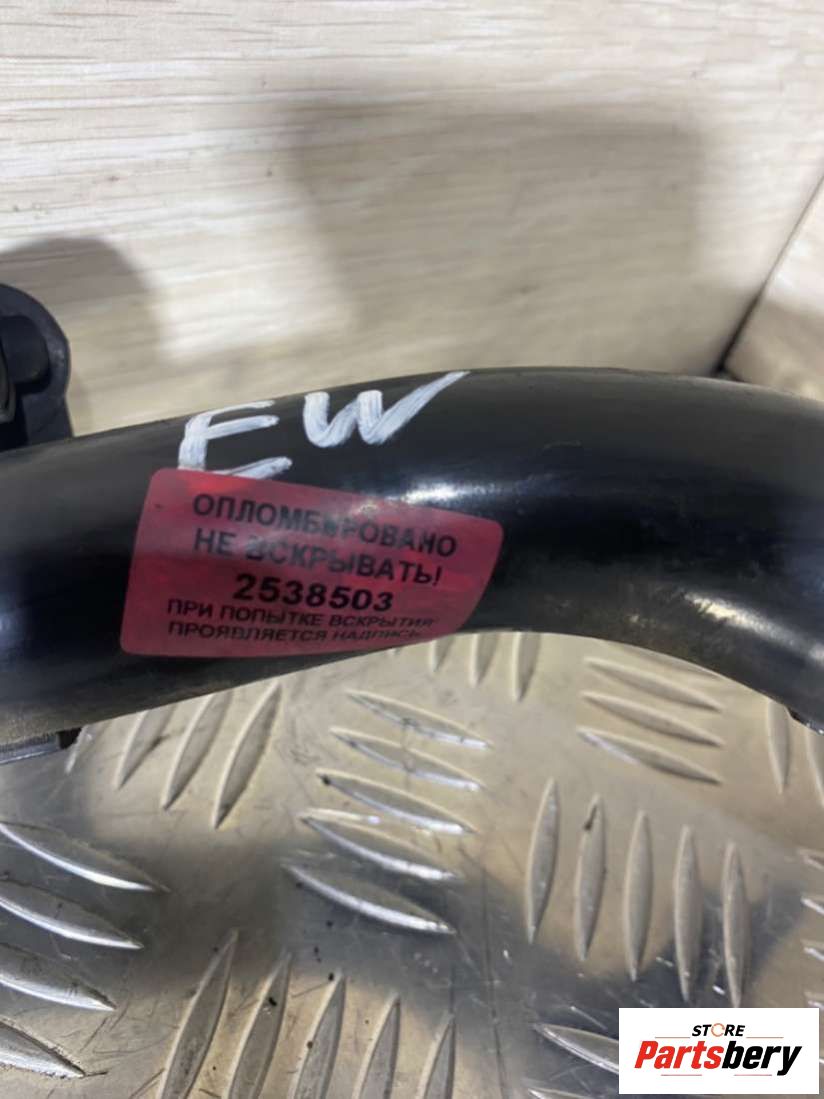 EW
ОПЛОМБИРОВАНО
НЕ ВСКРЫВАТЬ!
2538503
ПРИ ПОПЫТКЕ ВСКРЫТИЯ
ПРОЯВЛЯЕТСЯ НАДПИСЬ
STORE
Partsbery